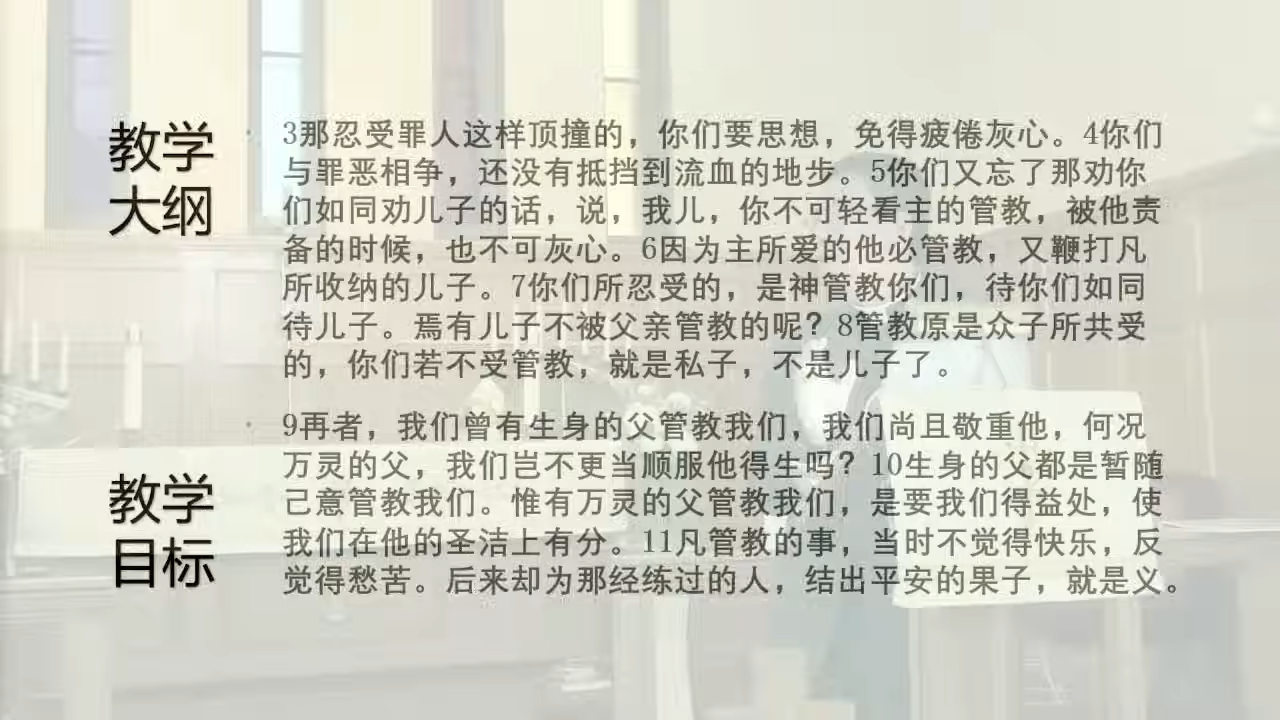 教学
大纲
3那忍受罪人这样顶撞的，你们要思想，免得疲倦灰心。4你们
与罪恶相争，还没有抵挡到流血的地步。5你们又忘了那劝你
们如同劝儿子的话，说，我儿，你不可轻看主的管教，被他责
备的时候，也不可灰心。6因为主所爱的他必管教，又鞭打凡
所收纳的儿子。7你们所忍受的，是神管教你们，待你们如同
待儿子。焉有儿子不被父亲管教的呢？8管教原是众子所共受
的，你们若不受管教，就是私子，不是儿子了。
教学
目标
9再者，我们曾有生身的父管教我们，我们尚且敬重他，何况
万灵的父，我们岂不更当顺服他得生吗？10生身的父都是暂随
己意管教我们。惟有万灵的父管教我们，是要我们得益处，使
我们在他的圣洁上有分。11凡管教的事，当时不觉得快乐，反
觉得愁苦。后来却为那经练过的人，结出平安的果子，就是义。